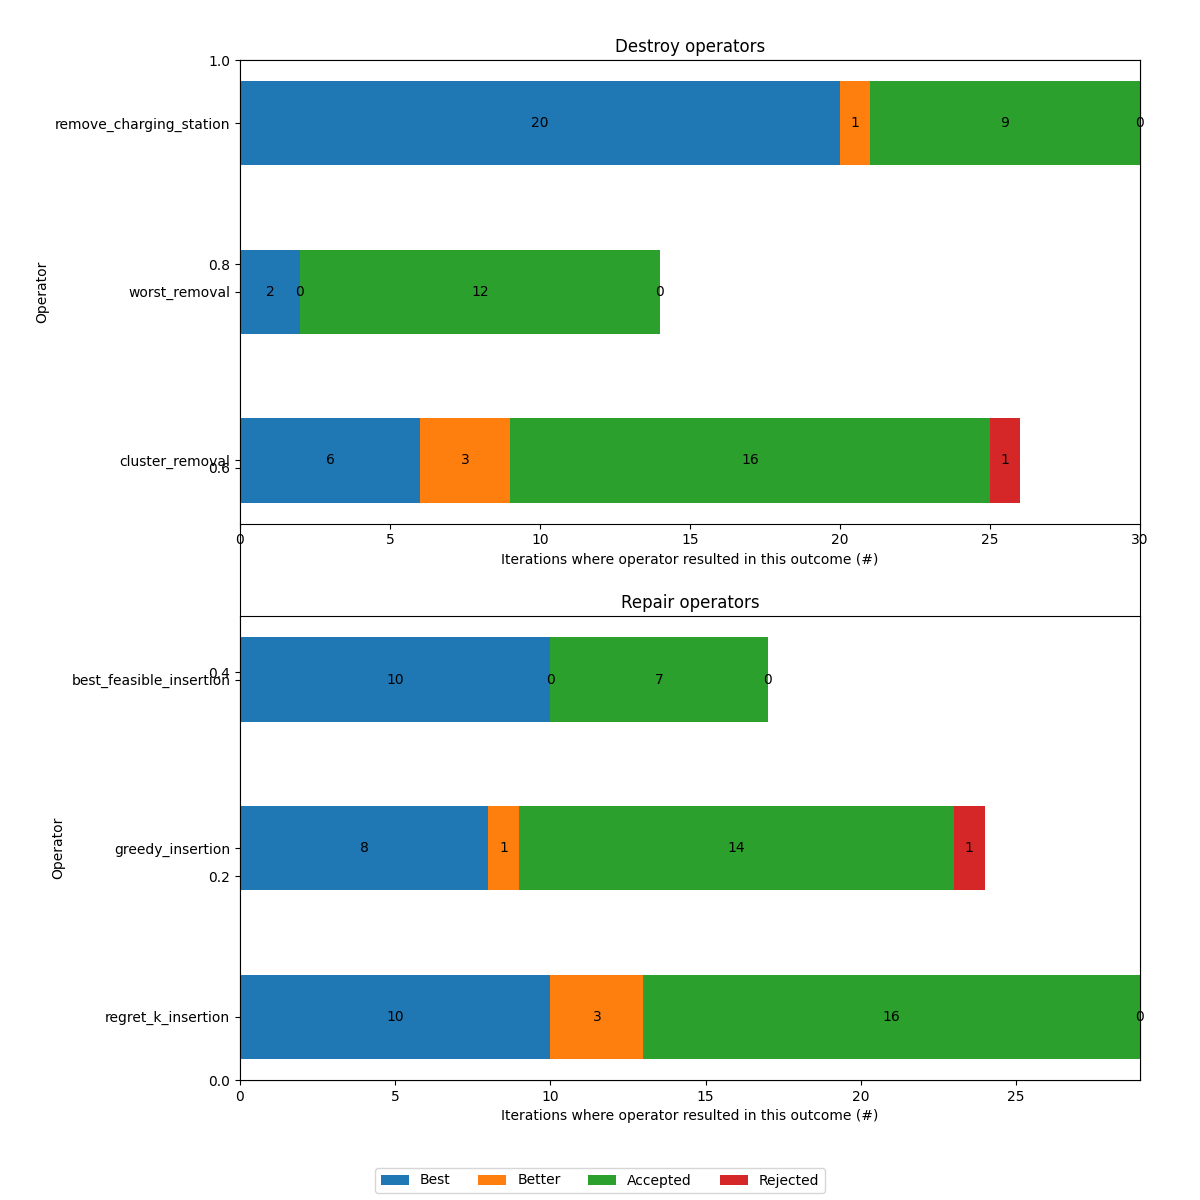 Destroy operators
1.0
remove_charging_station
20 1 9 0
0.8
worst_removal
2 0 12 0
Operator
cluster_removal
6 3 16 1
0.6
0 5 10 15 20 25 30
Iterations where operator resulted in this outcome (#)
Repair operators
0.4
best_feasible_insertion
10 0 7 0
greedy_insertion
8 1 14 1
Operator
0.2
regret_k_insertion
10 3 16 0
0.0
0 5 10 15 20 25
Iterations where operator resulted in this outcome (#)
Best Better Accepted Rejected